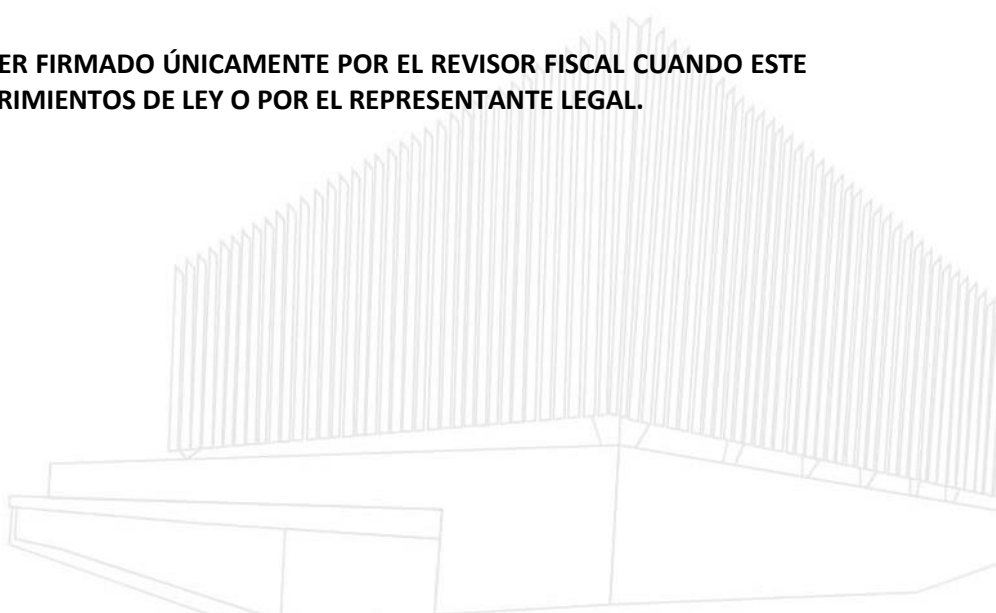 ER FIRMADO ÚNICAMENTE POR EL REVISOR FISCAL CUANDO ESTE
RIMIENTOS DE LEY O POR EL REPRESENTANTE LEGAL.